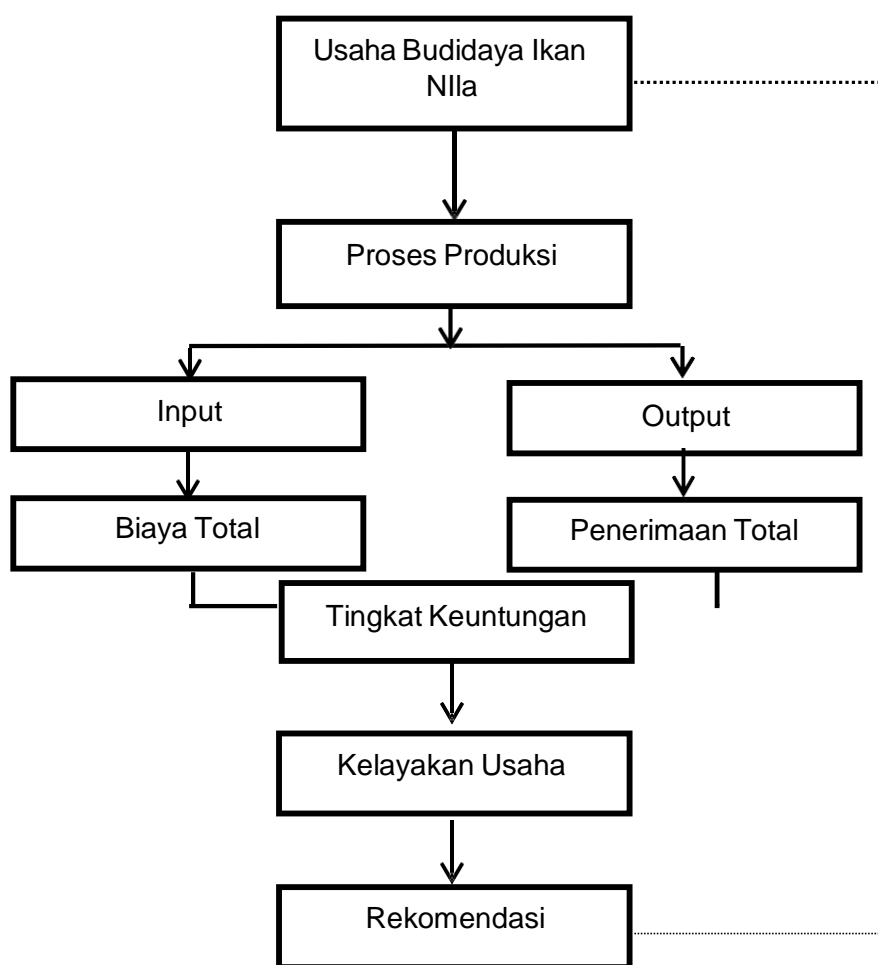 Usaha Budidaya Ikan
NIla
Proses Produksi
Input
Output
Biaya Total
Penerimaan Total
Tingkat Keuntungan
Kelayakan Usaha
Rekomendasi